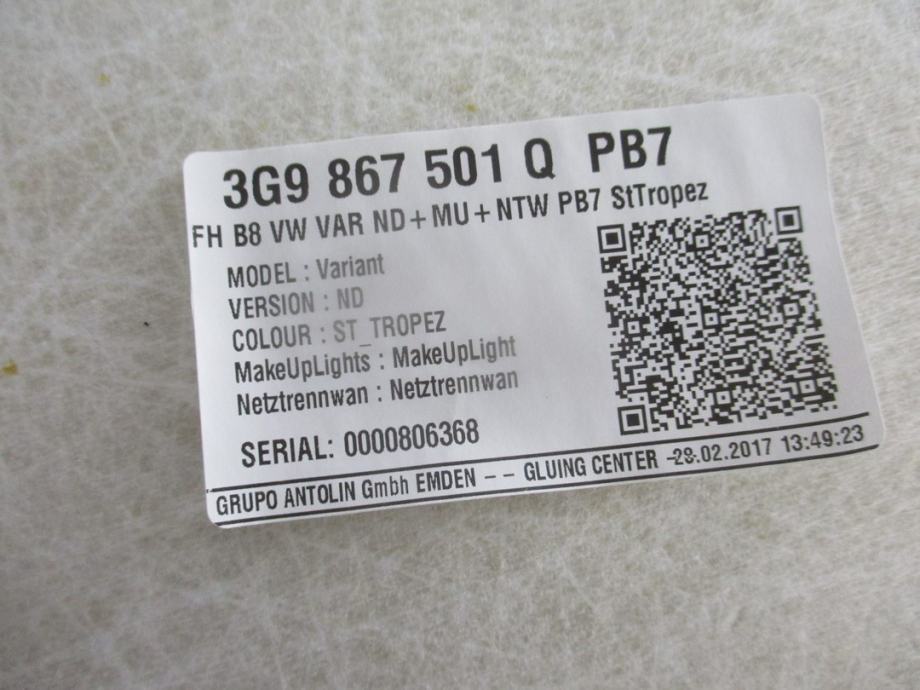 3G9 867 501 Q PB7
FH B8 VW VAR ND+MU+NTW PB7 StTropez
MODEL : Variant
VERSION : ND
COLOUR : ST_TROPEZ
MakeUpLights : MakeUpLight
Netztrennwan : Netztrennwan
SERIAL: 0000806368
GRUPO ANTOLIN Gmbh EMDEN -- GLUING CENTER -28.02.2017 13:49:23